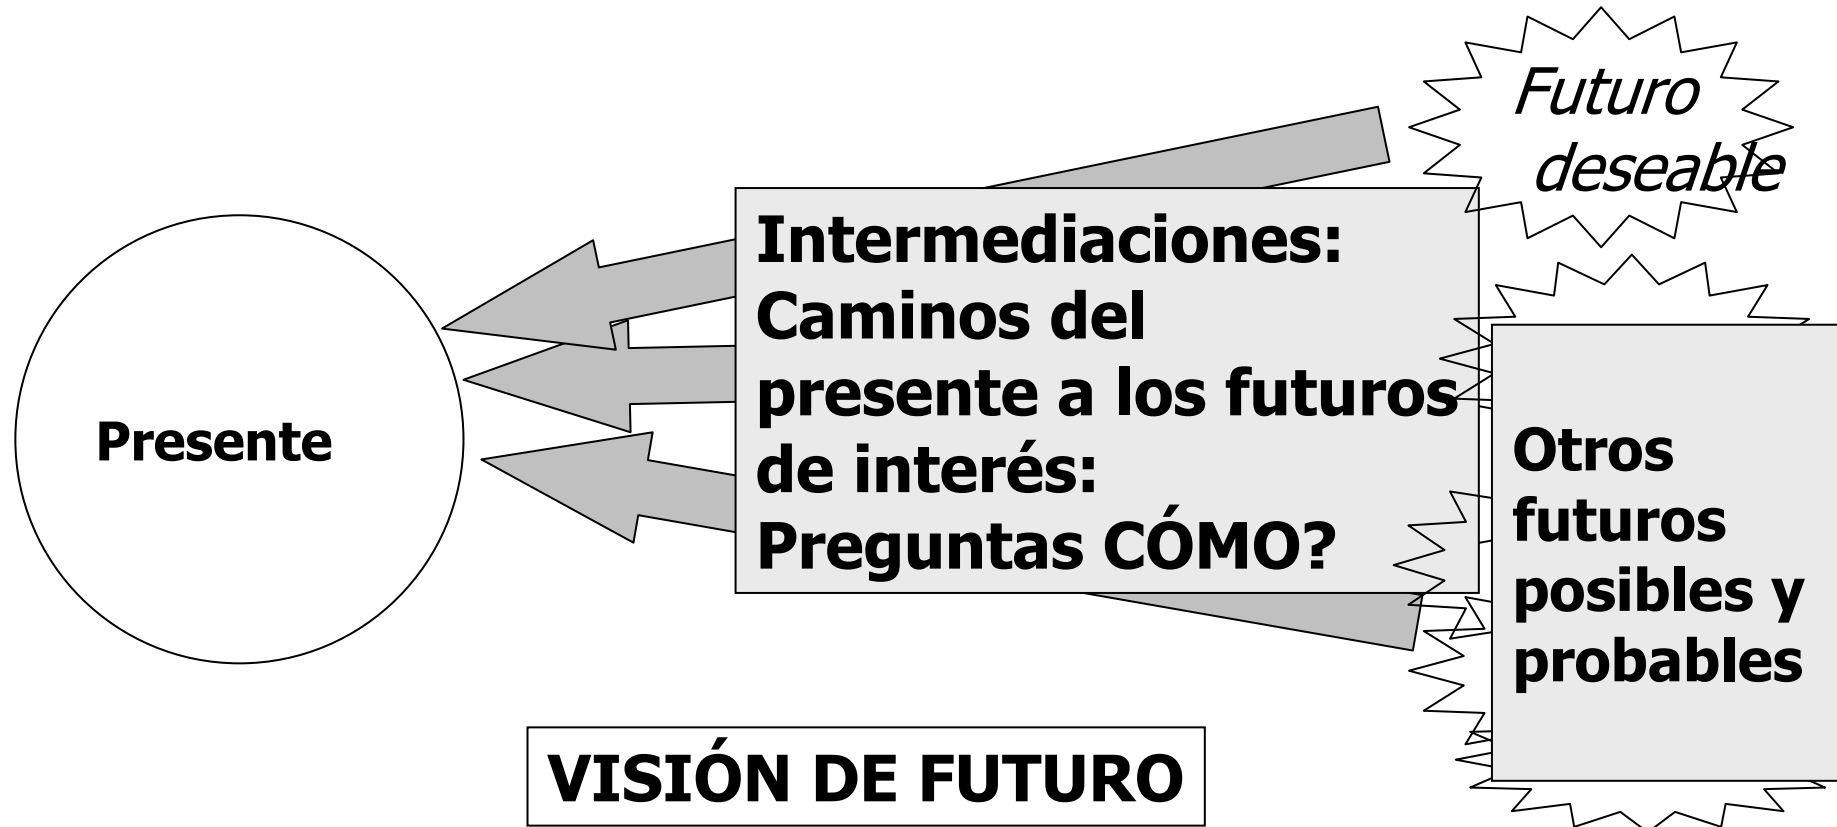 Futuro
deseable
Intermediaciones:
Caminos del
presente a los futuros
de interés:
Preguntas CÓMO?
Presente
Otros
futuros
posibles y
probables
VISIÓN DE FUTURO